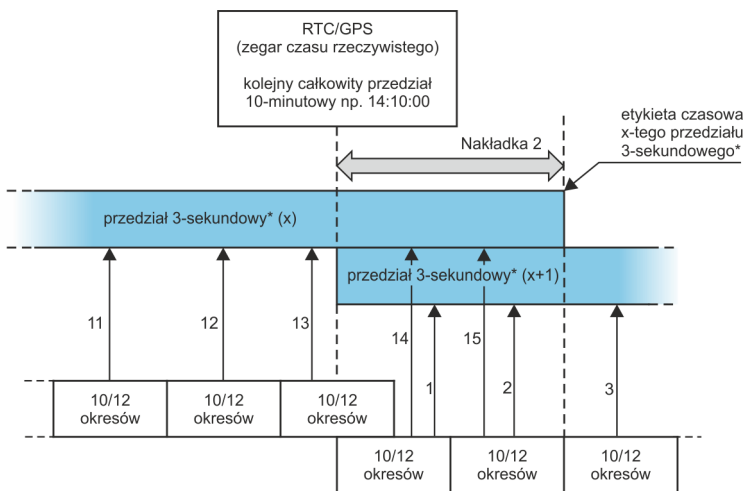 RTC/GPS
(zegar czasu rzeczywistego)
kolejny całkowity przedział
10-minutowy np. 14:10:00
etykieta czasowa
x-tego przedziału
3-sekundowego*
Nakładka 2
przedział 3-sekundowy* (x)
przedział 3-sekundowy* (x+1)
11
12
13
14
15
1
2
3
10/12
okresów
10/12
okresów
10/12
okresów
10/12
okresów
10/12
okresów
10/12
okresów